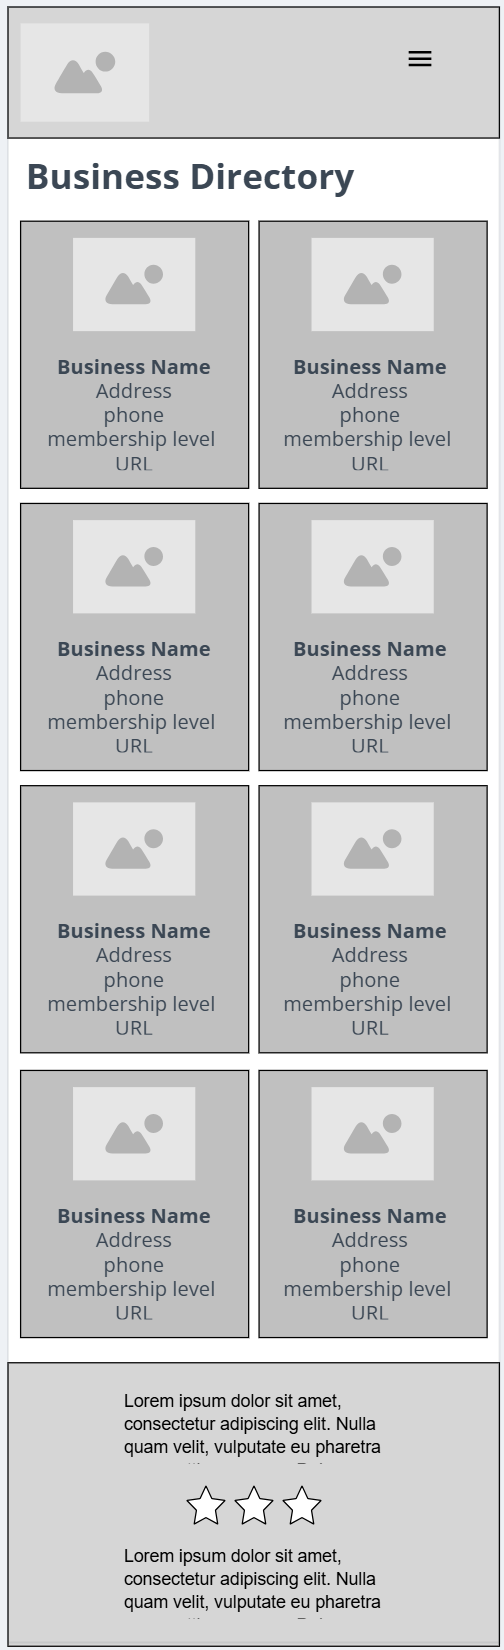 Business Directory
Business Name
Address
phone
membership level
URL
Business Name
Address
phone
membership level
URL
Business Name
Address
phone
membership level
URL
Business Name
Address
phone
membership level
URL
Business Name
Address
phone
membership level
URL
Business Name
Address
phone
membership level
URL
Business Name
Address
phone
membership level
URL
Business Name
Address
phone
membership level
URL
Lorem ipsum dolor sit amet,
consectetur adipiscing elit. Nulla
quam velit, vulputate eu pharetra
Lorem ipsum dolor sit amet,
consectetur adipiscing elit. Nulla
quam velit, vulputate eu pharetra